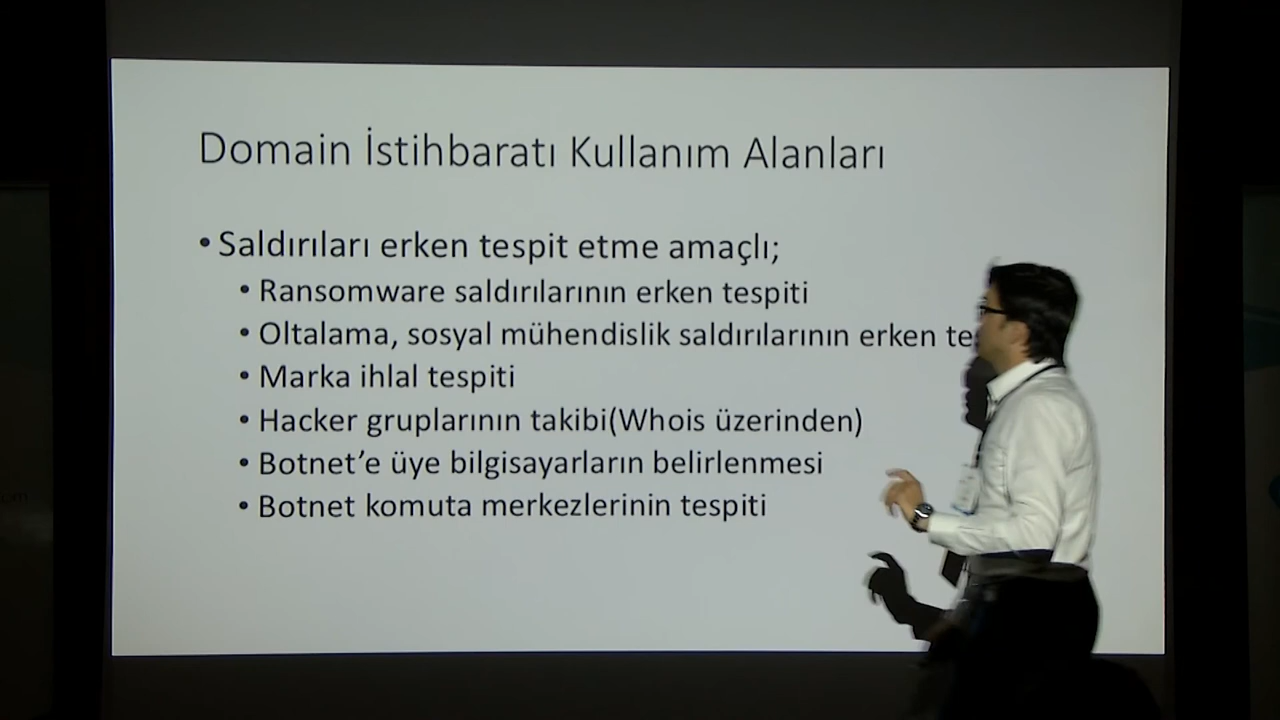 Domain İstihbaratı Kullanım Alanları
• Saldırıları erken tespit etme amaçlı;
• Ransomware saldırılarının erken tespiti
• Oltalama, sosyal mühendislik saldırılarının erken
• Marka ihlal tespiti
• Hacker gruplarının takibi(Whois üzerinden)
• Botnet’e üye bilgisayarların belirlenmesi
• Botnet komuta merkezlerinin tespiti